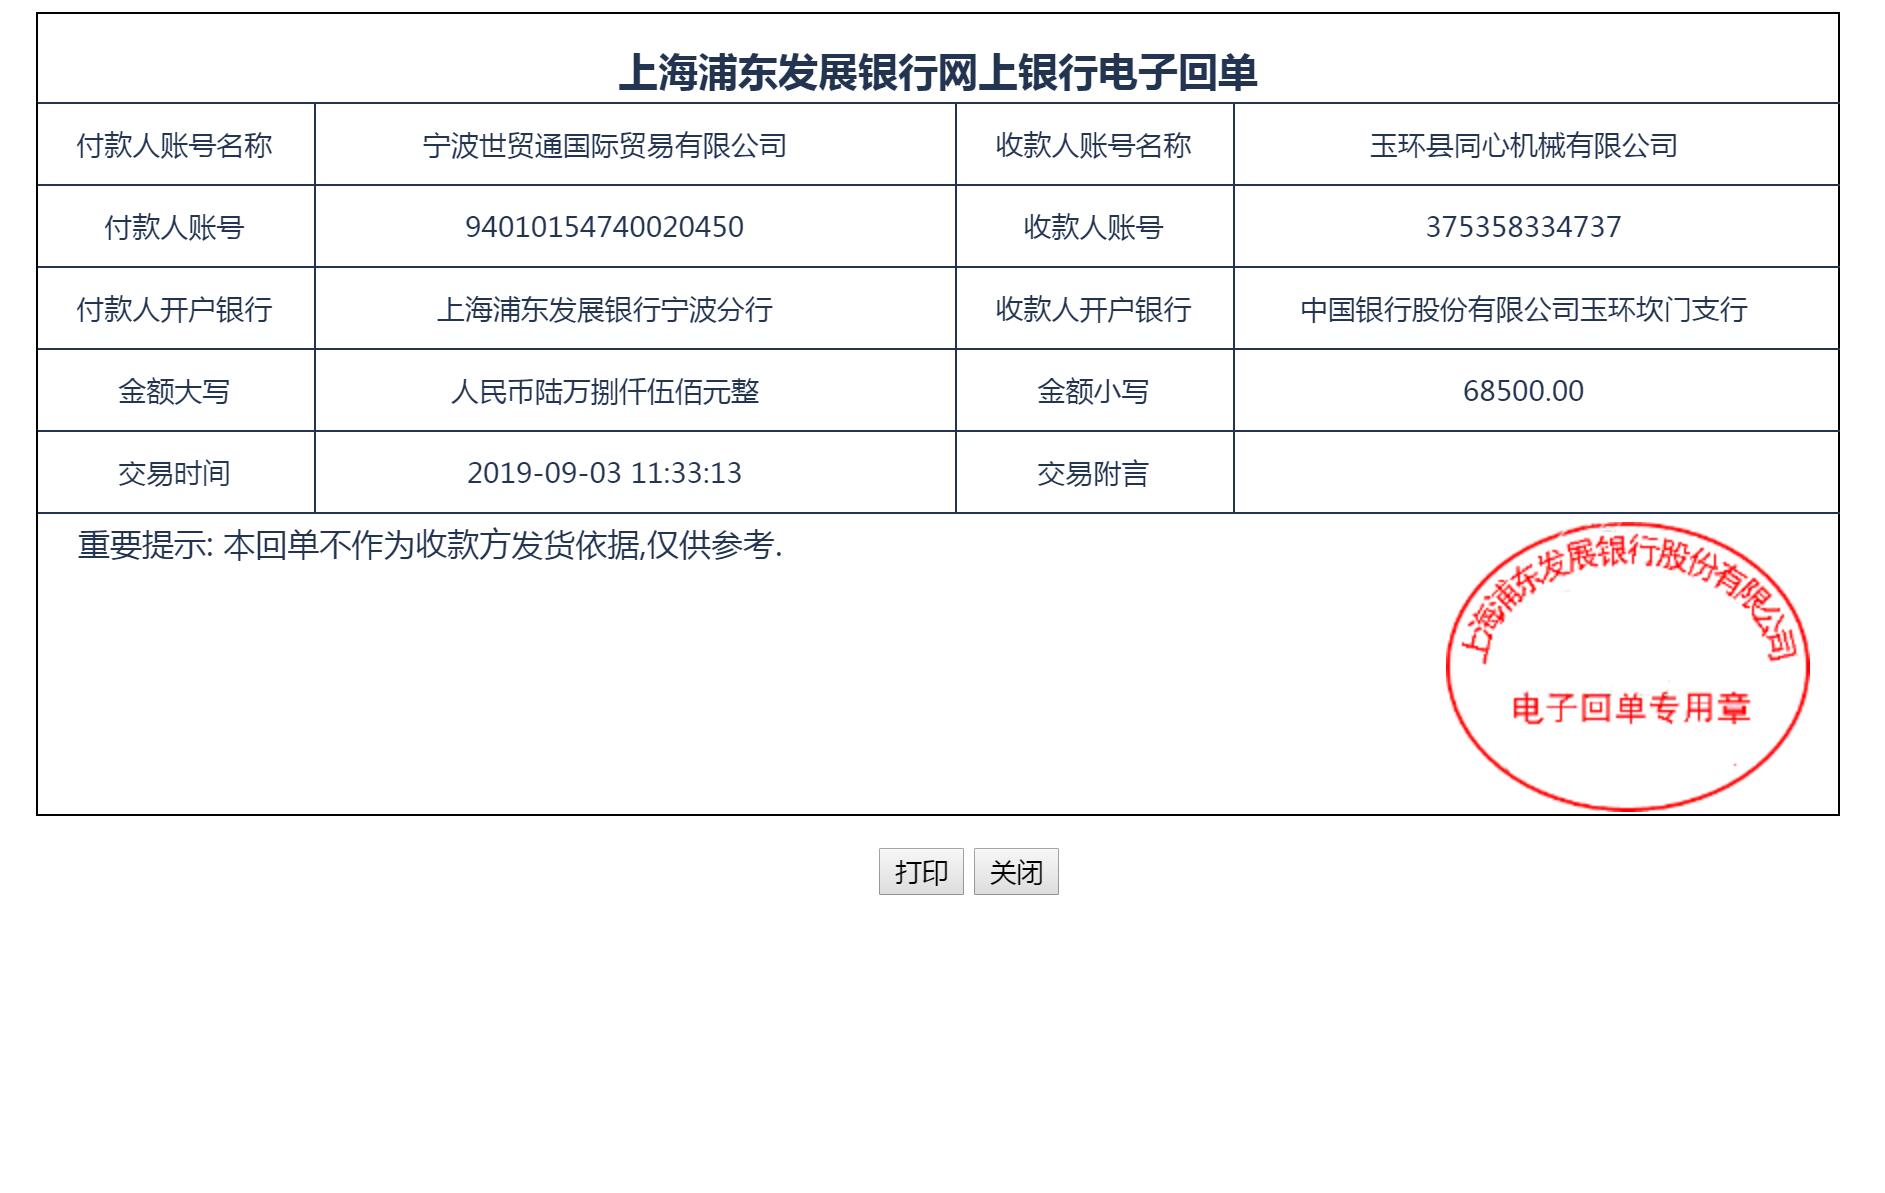 上海浦东发展银行网上银行电子回单
付款人账号名称 宁波世贸通国际贸易有限公司 收款人账号名称 玉环县同心机械有限公司
付款人账号 94010154740020450 收款人账号 375358334737
付款人开户银行 上海浦东发展银行宁波分行 收款人开户银行 中国银行股份有限公司玉环坎门支行
金额大写 人民币陆万捌仟伍佰元整 金额小写 68500.00
交易时间 2019-09-03 11:33:13 交易附言
重要提示: 本回单不作为收款方发货依据,仅供参考.
上海浦东发展银行股份有限公司
电子回单专用章
打印 关闭